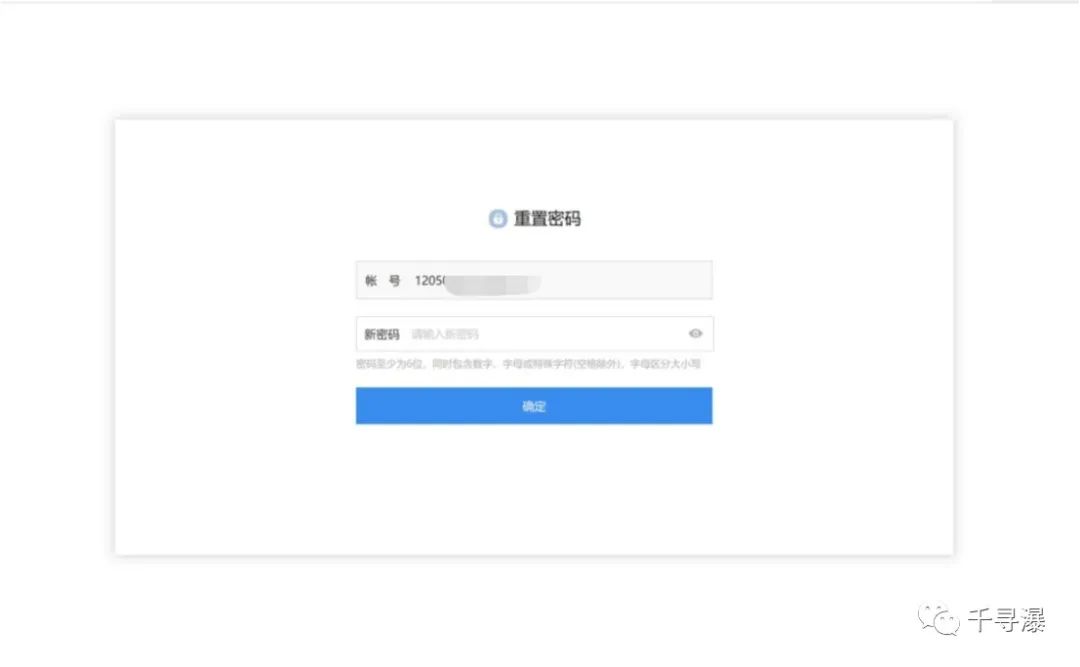 重置密码
帐 号 1205
新密码 请输入新密码
密码至少为6位，同时包含数字、字母或特殊字符(空格除外)，字母区分大小写
确定
千寻瀑